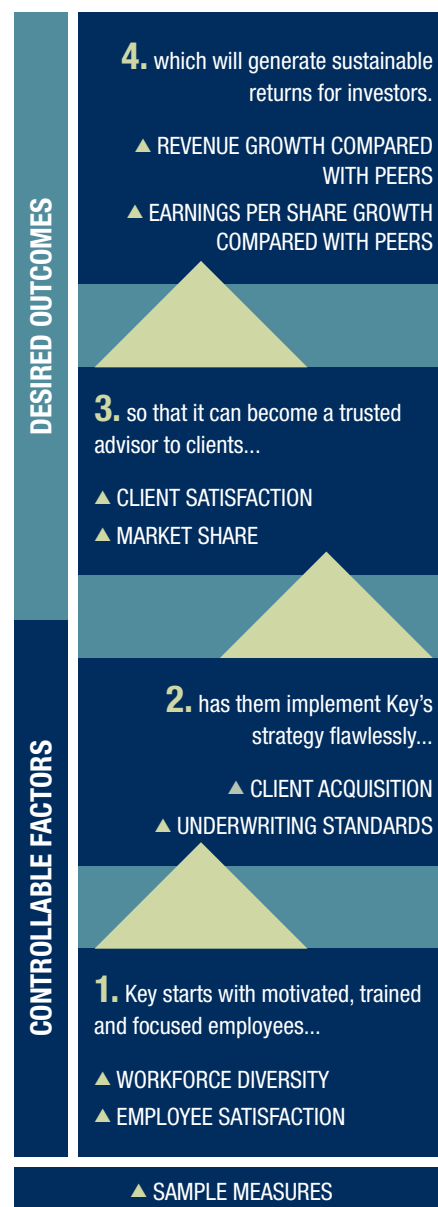 4. which will generate sustainable
returns for investors.
▲ REVENUE GROWTH COMPARED
WITH PEERS
▲ EARNINGS PER SHARE GROWTH
COMPARED WITH PEERS
DESIRED OUTCOMES
3. so that it can become a trusted
advisor to clients...
▲ CLIENT SATISFACTION
▲ MARKET SHARE
2. has them implement Key’s
strategy flawlessly...
▲ CLIENT ACQUISITION
▲ UNDERWRITING STANDARDS
CONTROLLABLE FACTORS
1. Key starts with motivated, trained
and focused employees...
▲ WORKFORCE DIVERSITY
▲ EMPLOYEE SATISFACTION
▲ SAMPLE MEASURES